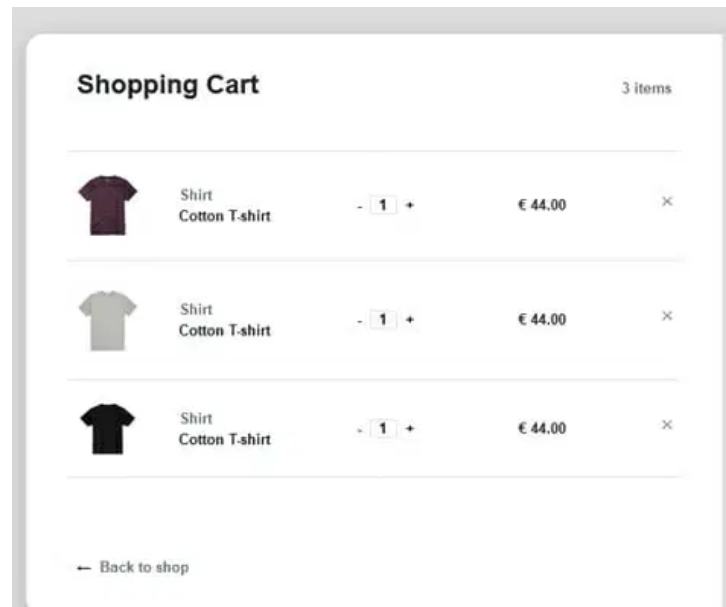 Shopping Cart
3 items
Shirt
Cotton T-shirt
- 1 +
€ 44.00
×
Shirt
Cotton T-shirt
- 1 +
€ 44.00
×
Shirt
Cotton T-shirt
- 1 +
€ 44.00
×
← Back to shop